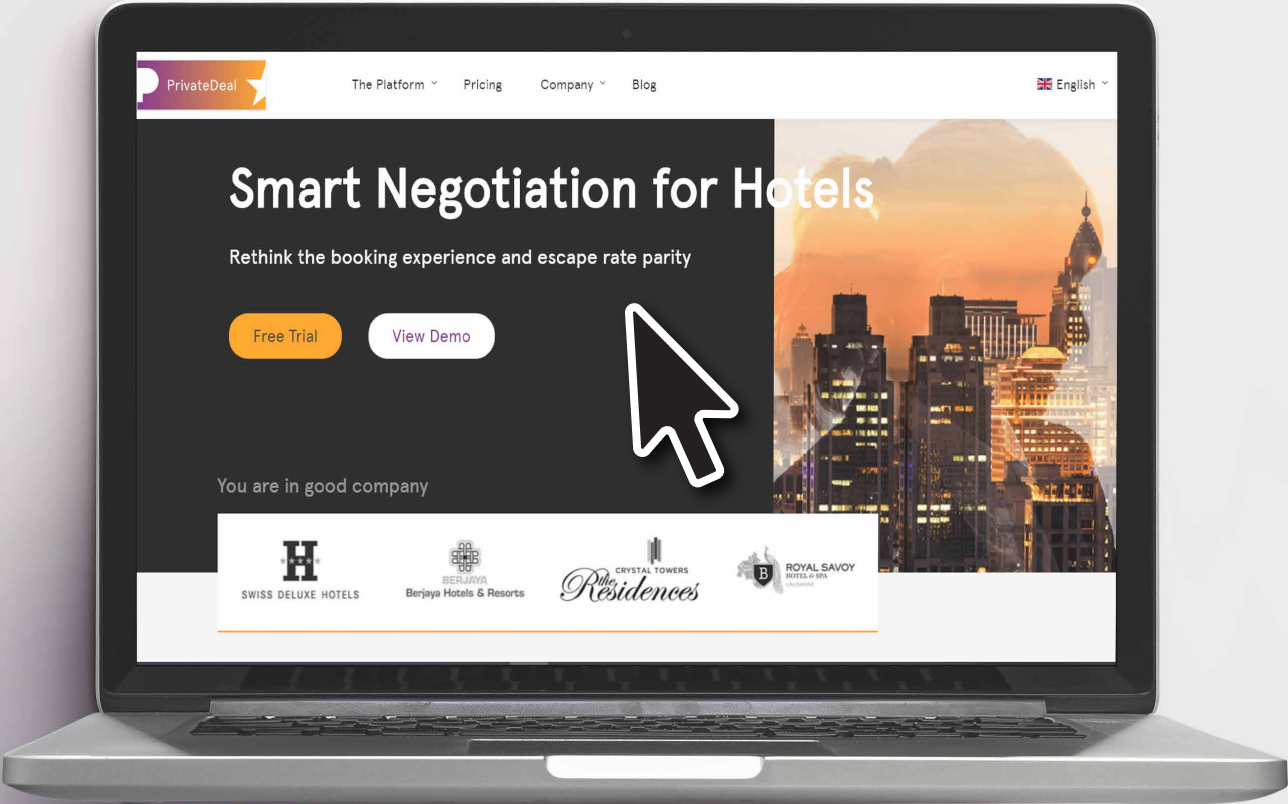 PrivateDeal
The Platform
Pricing
Company
Blog
English
Smart Negotiation for Hotels
Rethink the booking experience and escape rate parity
Free Trial
View Demo
You are in good company
H
SWISS DELUXE HOTELS
BERJAYA
Berjaya Hotels & Resorts
CRYSTAL TOWERS
the Residences
B
ROYAL SAVOY
HOTEL & SPA
LAUSANNE